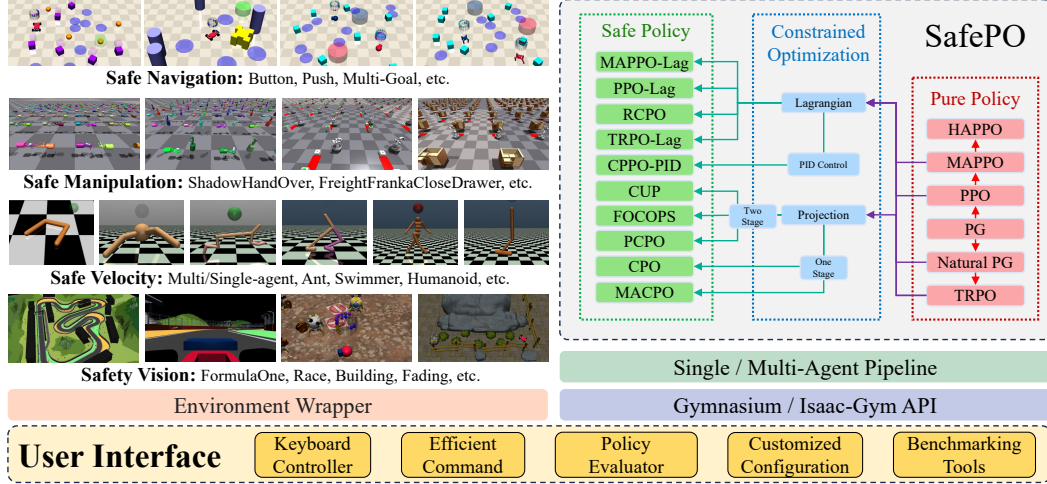 Safe Navigation: Button, Push, Multi-Goal, etc.
Safe Manipulation: ShadowHandOver, FreightFrankaCloseDrawer, etc.
Safe Velocity: Multi/Single-agent, Ant, Swimmer, Humanoid, etc.
Safety Vision: FormulaOne, Race, Building, Fading, etc.
Environment Wrapper
SafePO
Safe Policy
MAPPO-Lag
PPO-Lag
RCPO
TRPO-Lag
CPPO-PID
CUP
FOCOPS
PCPO
CPO
MACPO
Constrained
Optimization
Lagrangian
PID Control
Two
Stage
Projection
One
Stage
Pure Policy
HAPPO
MAPPO
PPO
PG
Natural PG
TRPO
Single / Multi-Agent Pipeline
Gymnasium / Isaac-Gym API
User Interface
Keyboard
Controller
Efficient
Command
Policy
Evaluator
Customized
Configuration
Benchmarking
Tools